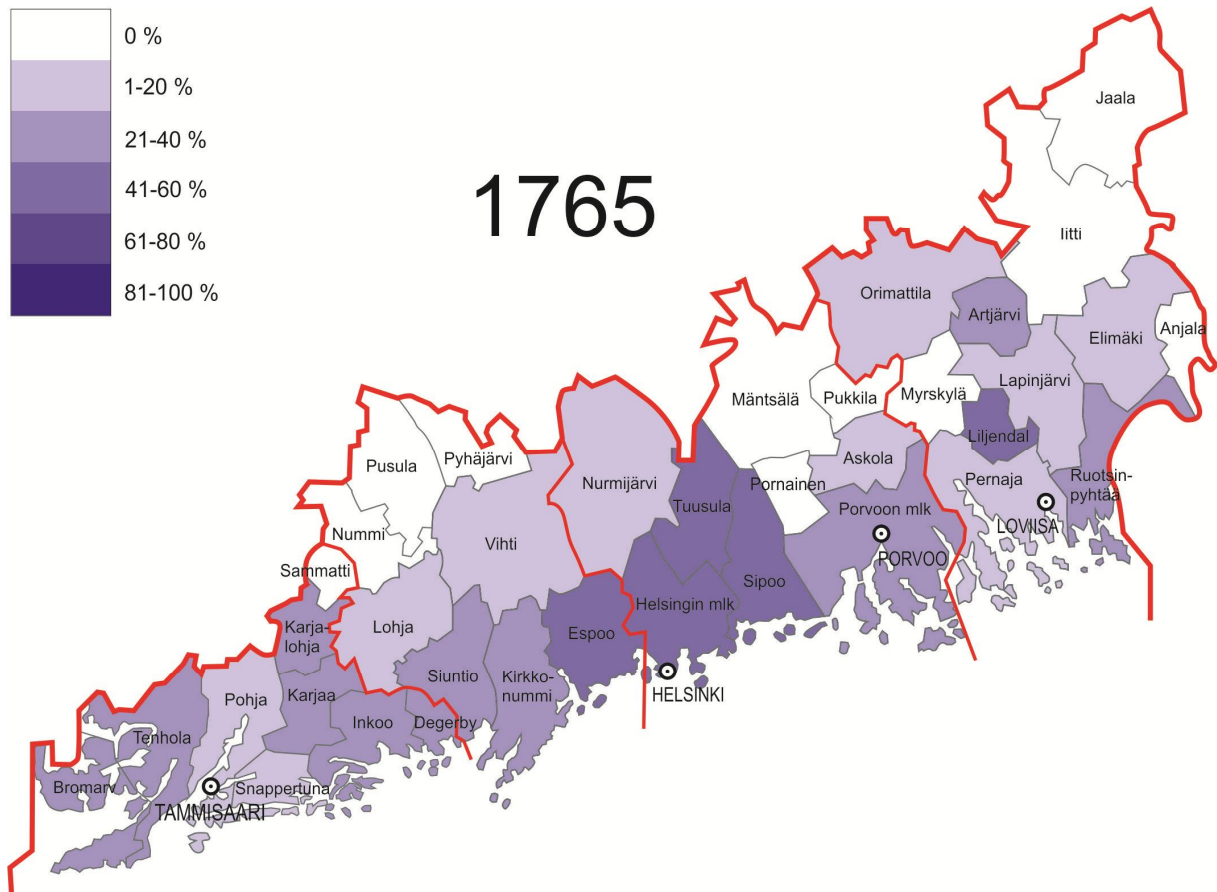 0 %
1-20 %
21-40 %
41-60 %
61-80 %
81-100 %
1765
Jaala
Iitti
Orimattila
Artjärvi
Elimäki
Anjala
Mäntsälä
Pukkila
Myrskylä
Lapinjärvi
Liljendal
Askola
Pernaja
Ruotsin-
pyhtää
LOVIISA
Pusula
Pyhäjärvi
Nurmijärvi
Tuusula
Pornainen
Porvoon mlk
PORVOO
Nummi
Vihti
Sammatti
Sipoo
Helsingin mlk
Espoo
HELSINKI
Karja-
lohja
Lohja
Siuntio
Kirkko-
nummi
Pohja
Karjaa
Inkoo
Degerby
Tenhola
Bromarv
Snappertuna
TAMMISAARI